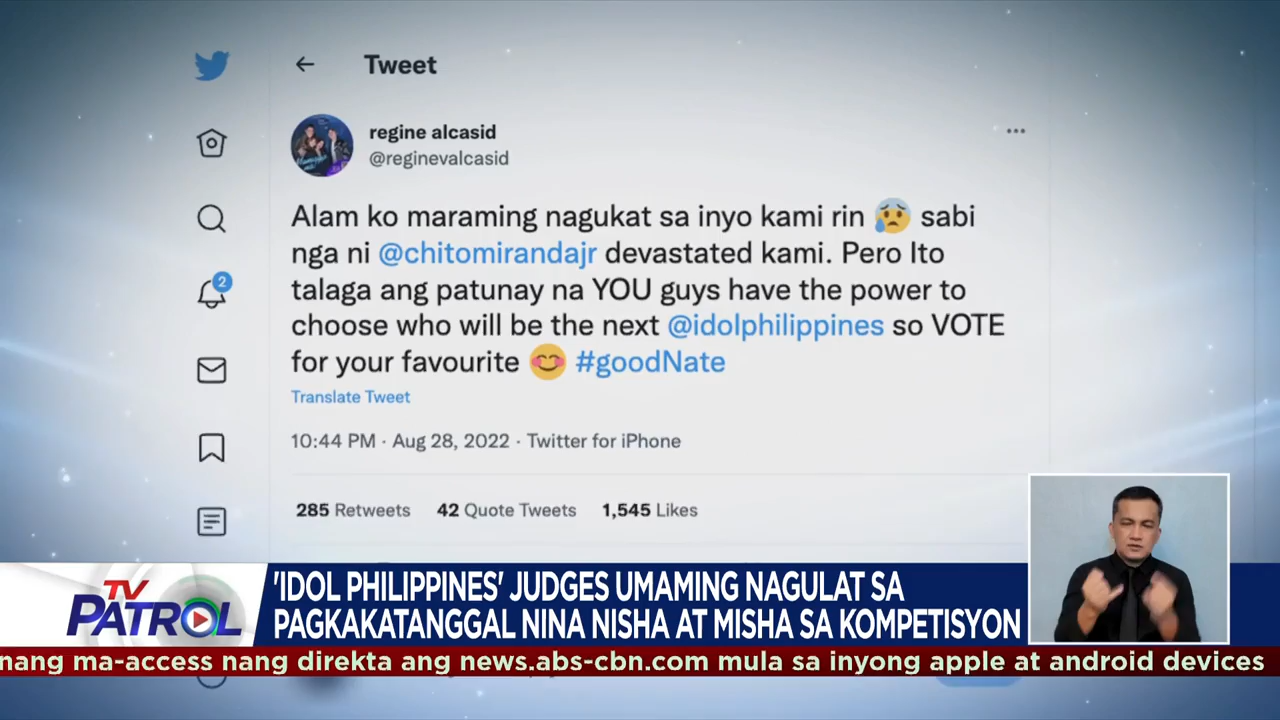 Tweet
regine alcasid
@reginevalcasid
Alam ko maraming nagukat sa inyo kami rin 😰 sabi
nga ni @chitomirandajr devastated kami. Pero Ito
talaga ang patunay na YOU guys have the power to
choose who will be the next @idolphilippines so VOTE
for your favourite 😊 #goodNate
Translate Tweet
10:44 PM · Aug 28, 2022 · Twitter for iPhone
285 Retweets 42 Quote Tweets 1,545 Likes
2
TV
PATROL
'IDOL PHILIPPINES' JUDGES UMAMING NAGULAT SA
PAGKAKATANGGAL NINA NISHA AT MISHA SA KOMPETISYON
nang ma-access nang direkta ang news.abs-cbn.com mula sa inyong apple at android devices